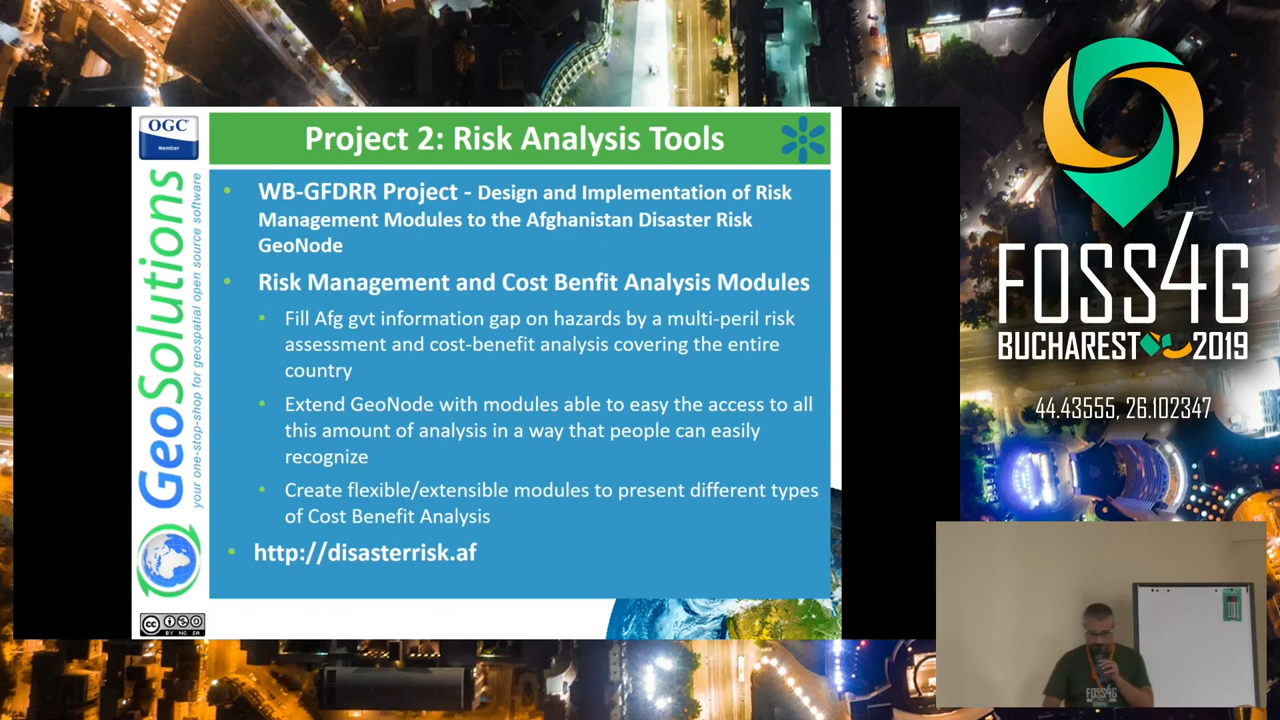 OGC
Member
Project 2: Risk Analysis Tools
GeoSolutions
your one-stop-shop for geospatial open source software
WB-GFDRR Project - Design and Implementation of Risk
Management Modules to the Afghanistan Disaster Risk
GeoNode
Risk Management and Cost Benfit Analysis Modules
Fill Afg gvt information gap on hazards by a multi-peril risk
assessment and cost-benefit analysis covering the entire
country
Extend GeoNode with modules able to easy the access to all
this amount of analysis in a way that people can easily
recognize
Create flexible/extensible modules to present different types
of Cost Benefit Analysis
http://disasterrisk.af
cc
BY NC SA
FOSS4G
BUCHAREST 2019
44.43555, 26.102347
FOSS4G